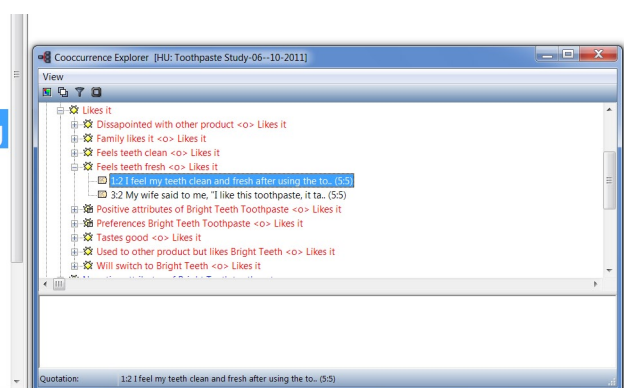 Cooccurrence Explorer [HU: Toothpaste Study-06--10-2011]
View
Likes it
Dissapointed with other product <o> Likes it
Family likes it <o> Likes it
Feels teeth clean <o> Likes it
Feels teeth fresh <o> Likes it
1:2 I feel my teeth clean and fresh after using the to.. (5:5)
3:2 My wife said to me, "I like this toothpaste, it ta.. (5:5)
Positive attributes of Bright Teeth Toothpaste <o> Likes it
Preferences Bright Teeth Toothpaste <o> Likes it
Tastes good <o> Likes it
Used to other product but likes Bright Teeth <o> Likes it
Will switch to Bright Teeth <o> Likes it
Quotation: 1:2 I feel my teeth clean and fresh after using the to.. (5:5)